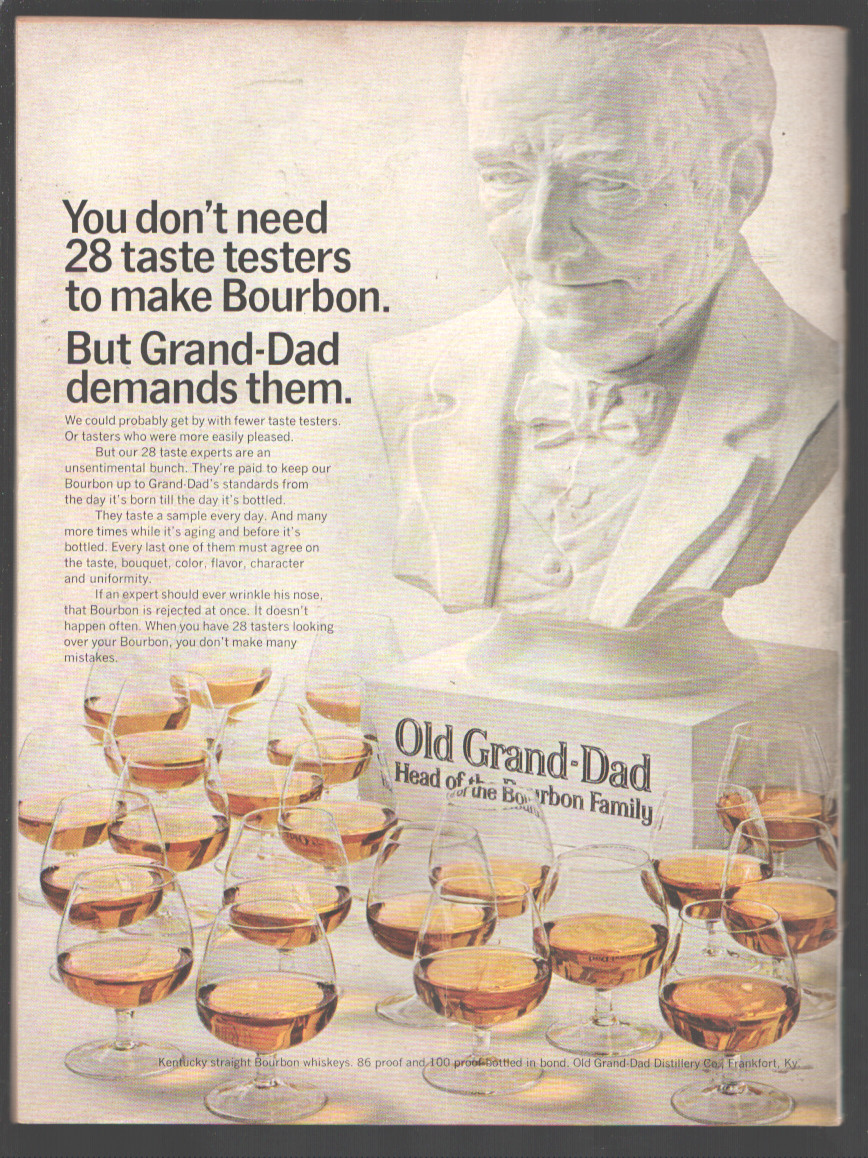 You don't need
28 taste testers
to make Bourbon.
But Grand-Dad
demands them.
We could probably get by with fewer taste testers.
Or tasters who were more easily pleased.
But our 28 taste experts are an
unsentimental bunch. They're paid to keep our
Bourbon up to Grand-Dad's standards from
the day it's born till the day it's bottled.
They taste a sample every day. And many
more times while it's aging and before it's
bottled. Every last one of them must agree on
the taste, bouquet, color, flavor, character
and uniformity.
If an expert should ever wrinkle his nose,
that Bourbon is rejected at once. It doesn't
happen often. When you have 28 tasters looking
over your Bourbon, you don't make many
mistakes.
Old Grand-Dad
Head of the Bourbon Family
Kentucky straight Bourbon whiskeys. 86 proof and 100 proof bottled in bond. Old Grand-Dad Distillery Co., Frankfort, Ky.